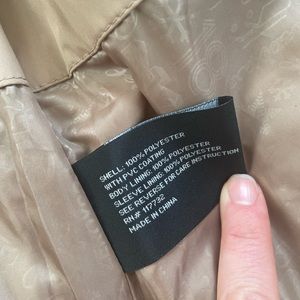 SHELL: 100% POLYESTER
WITH PVC COATING
BODY LINING: 100% POLYESTER
SLEEVE LINING: 100% POLYESTER
SEE REVERSE FOR CARE INSTRUCTION
RN# 117732
MADE IN CHINA